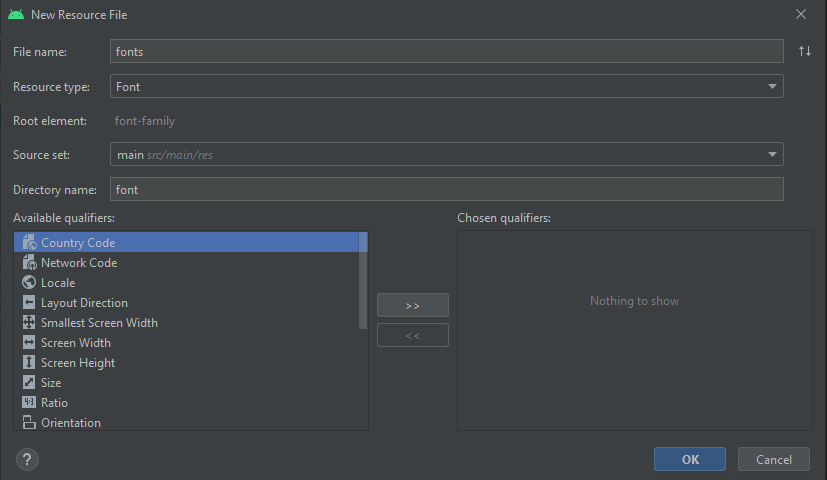 New Resource File
File name: fonts
Resource type: Font
Root element: font-family
Source set: main src/main/res
Directory name: font
Available qualifiers: Chosen qualifiers:
Country Code
Network Code
Locale
Layout Direction
Smallest Screen Width
Screen Width
Screen Height
Size
Ratio
Orientation
>>
<<
Nothing to show
? OK Cancel